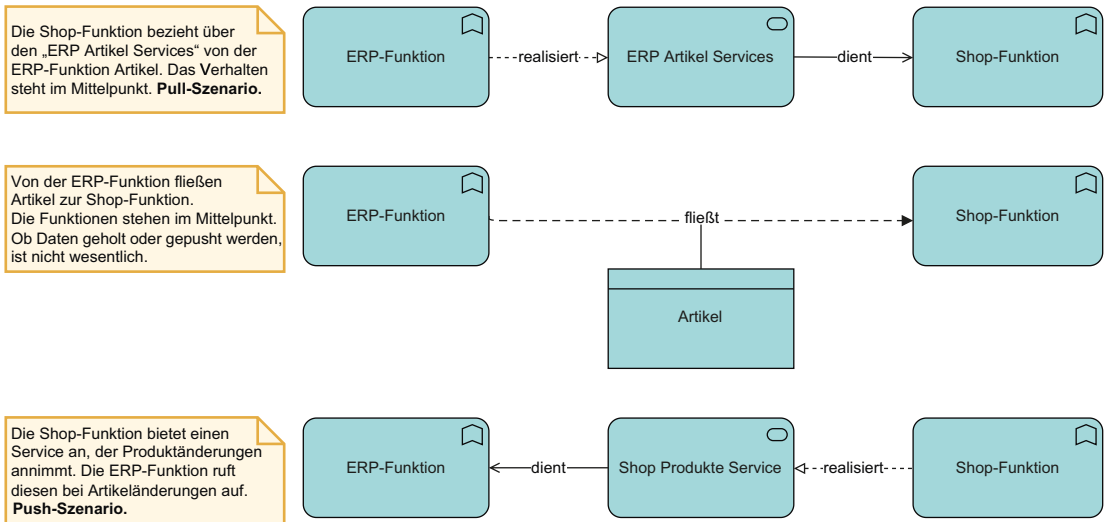 Die Shop-Funktion bezieht über
den „ERP Artikel Services“ von der
ERP-Funktion Artikel. Das Verhalten
steht im Mittelpunkt. Pull-Szenario.
ERP-Funktion
realisiert
ERP Artikel Services
dient
Shop-Funktion
Von der ERP-Funktion fließen
Artikel zur Shop-Funktion.
Die Funktionen stehen im Mittelpunkt.
Ob Daten geholt oder gepusht werden,
ist nicht wesentlich.
ERP-Funktion
fließt
Shop-Funktion
Artikel
Die Shop-Funktion bietet einen
Service an, der Produktänderungen
annimmt. Die ERP-Funktion ruft
diesen bei Artikeländerungen auf.
Push-Szenario.
ERP-Funktion
dient
Shop Produkte Service
realisiert
Shop-Funktion